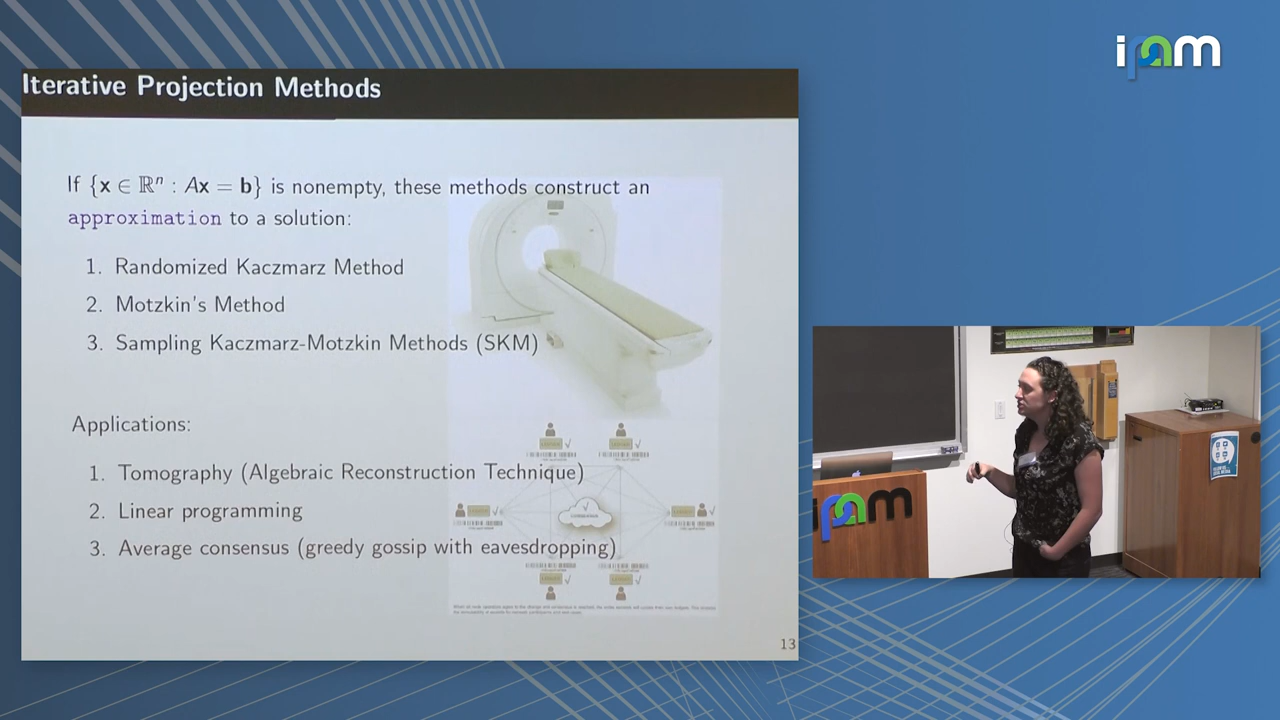 ipam
Iterative Projection Methods
If {x ∈ ℝⁿ : Ax = b} is nonempty, these methods construct an
approximation to a solution:
1. Randomized Kaczmarz Method
2. Motzkin's Method
3. Sampling Kaczmarz-Motzkin Methods (SKM)
Applications:
1. Tomography (Algebraic Reconstruction Technique)
2. Linear programming
3. Average consensus (greedy gossip with eavesdropping)
13
ipam